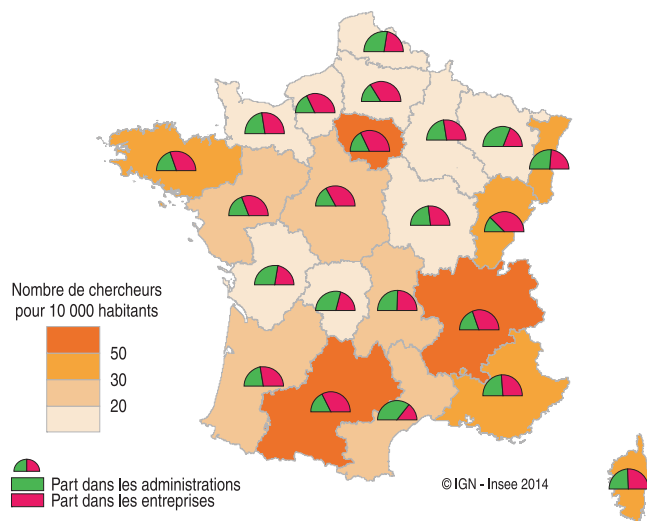 Nombre de chercheurs
pour 10 000 habitants
50
30
20
Part dans les administrations
Part dans les entreprises
© IGN - Insee 2014